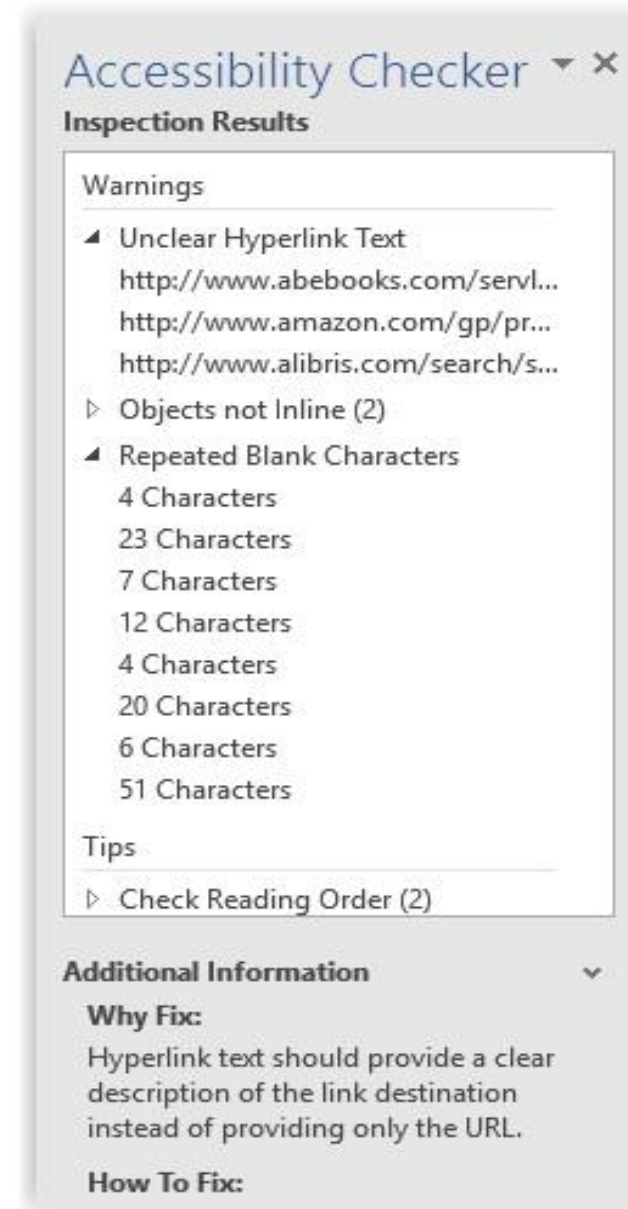 Accessibility Checker
Inspection Results
Warnings
Unclear Hyperlink Text
http://www.abebooks.com/servl...
http://www.amazon.com/gp/pr...
http://www.alibris.com/search/s...
Objects not Inline (2)
Repeated Blank Characters
4 Characters
23 Characters
7 Characters
12 Characters
4 Characters
20 Characters
6 Characters
51 Characters
Tips
Check Reading Order (2)
Additional Information
Why Fix:
Hyperlink text should provide a clear
description of the link destination
instead of providing only the URL.
How To Fix: